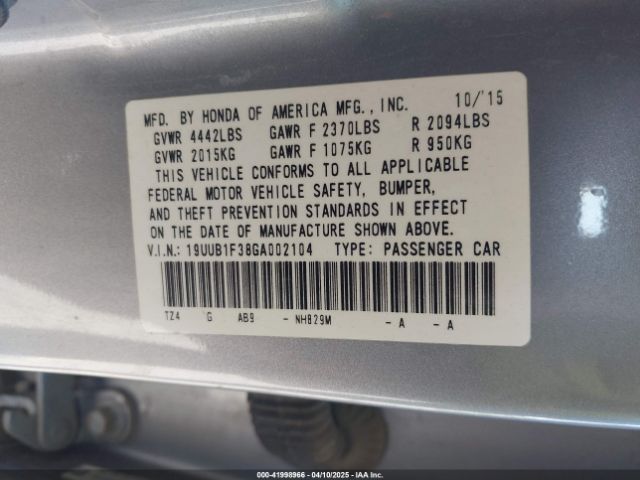 MFD. BY HONDA OF AMERICA MFG., INC. 10/'15
GVWR 4442LBS GAWR F 2370LBS R 2094LBS
GVWR 2015KG GAWR F 1075KG R 950KG
THIS VEHICLE CONFORMS TO ALL APPLICABLE
FEDERAL MOTOR VEHICLE SAFETY, BUMPER,
AND THEFT PREVENTION STANDARDS IN EFFECT
ON THE DATE OF MANUFACTURE SHOWN ABOVE.
V.I.N.: 19UUB1F38GA002104 TYPE: PASSENGER CAR
TZ4 G AB9 - NH829M - A - A
000-41998966 - 04/10/2025 - IAA Inc.